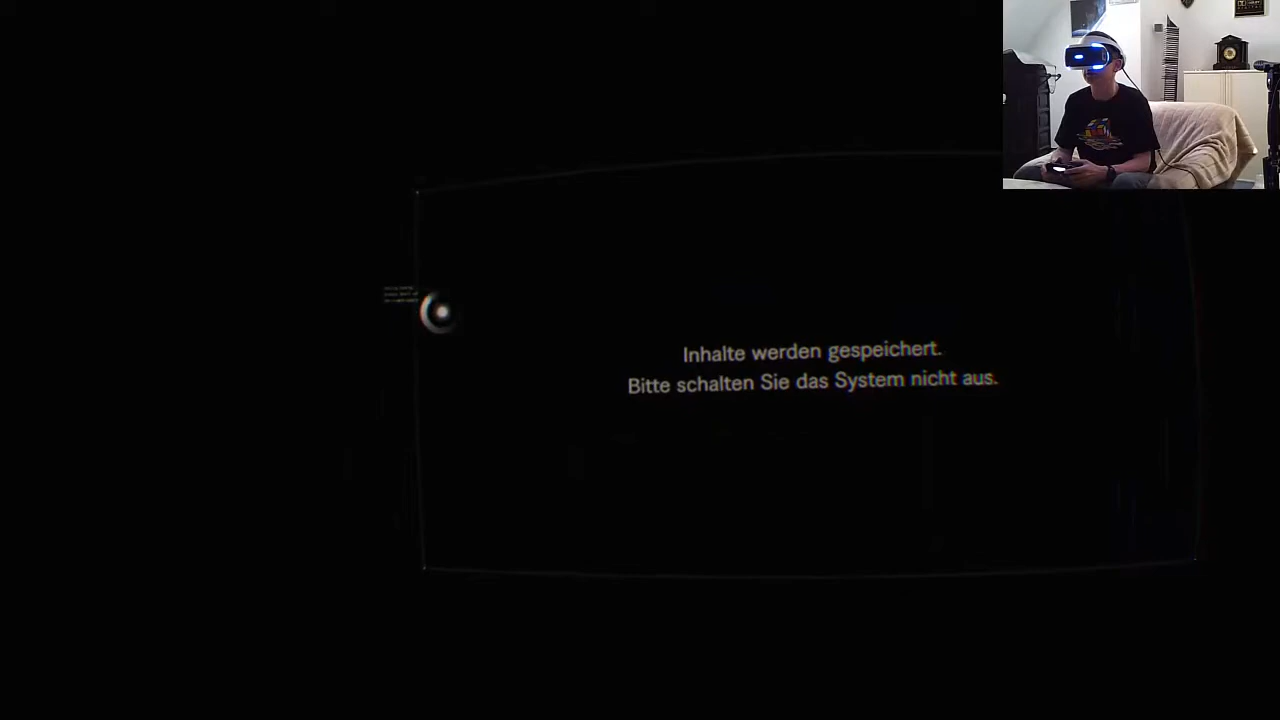 Inhalte werden gespeichert.
Bitte schalten Sie das System nicht aus.